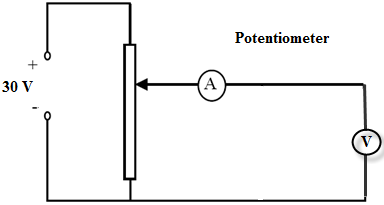 Potentiometer
+
30 V
A
-
V